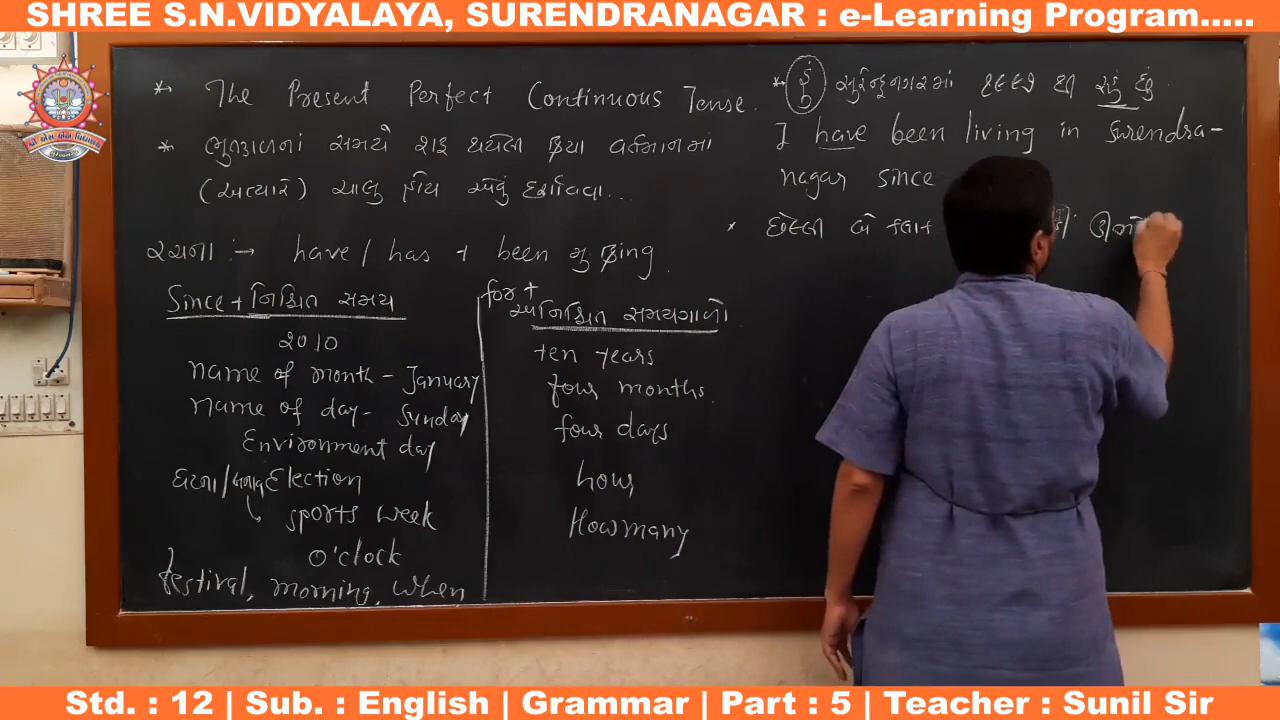 SHREE S.N.VIDYALAYA, SURENDRANAGAR : e-Learning Program.....
* The Present Perfect Continuous Tense
* ભુતકાળનાં સમયે શરૂ થયેલી ક્રિયા વર્તમાનમાં
(અત્યારે) ચાલુ હોય એવું દર્શાવવા...
રચના :→ have / has + been મુ ક્રિing
Since + નિશ્ચિત સમય
2010
Name of month - January
Name of day - Sunday
Environment day
ઘટના / Election
sports week
o'clock
festival, morning, when
for +
અનિશ્ચિત સમયગાળો
ten years
four months
four days
hour
How many
* હું સુરેન્દ્રનગરમાં થી રહું છું
I have been living in Surendra-
nagar since
* છેલ્લી બે કલાક
Std. : 12 | Sub. : English | Grammar | Part : 5 | Teacher : Sunil Sir